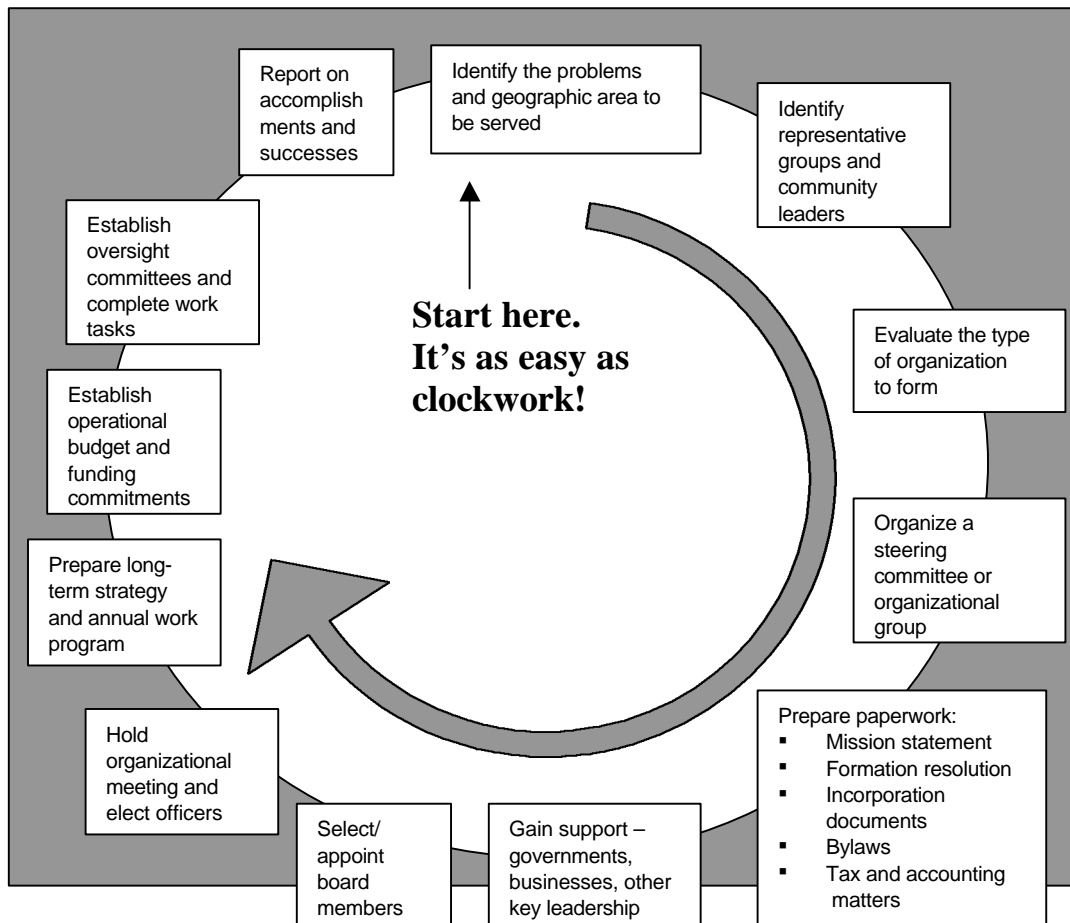 Identify the problems
and geographic area to
be served
Identify
representative
groups and
community
leaders
Evaluate the type
of organization
to form
Organize a
steering
committee or
organizational
group
Prepare paperwork:
▪ Mission statement
▪ Formation resolution
▪ Incorporation
documents
▪ Bylaws
▪ Tax and accounting
matters
Gain support –
governments,
businesses, other
key leadership
Select/
appoint
board
members
Hold
organizational
meeting and
elect officers
Prepare long-
term strategy
and annual work
program
Establish
operational
budget and
funding
commitments
Establish
oversight
committees and
complete work
tasks
Report on
accomplish
ments and
successes
Start here.
It’s as easy as
clockwork!